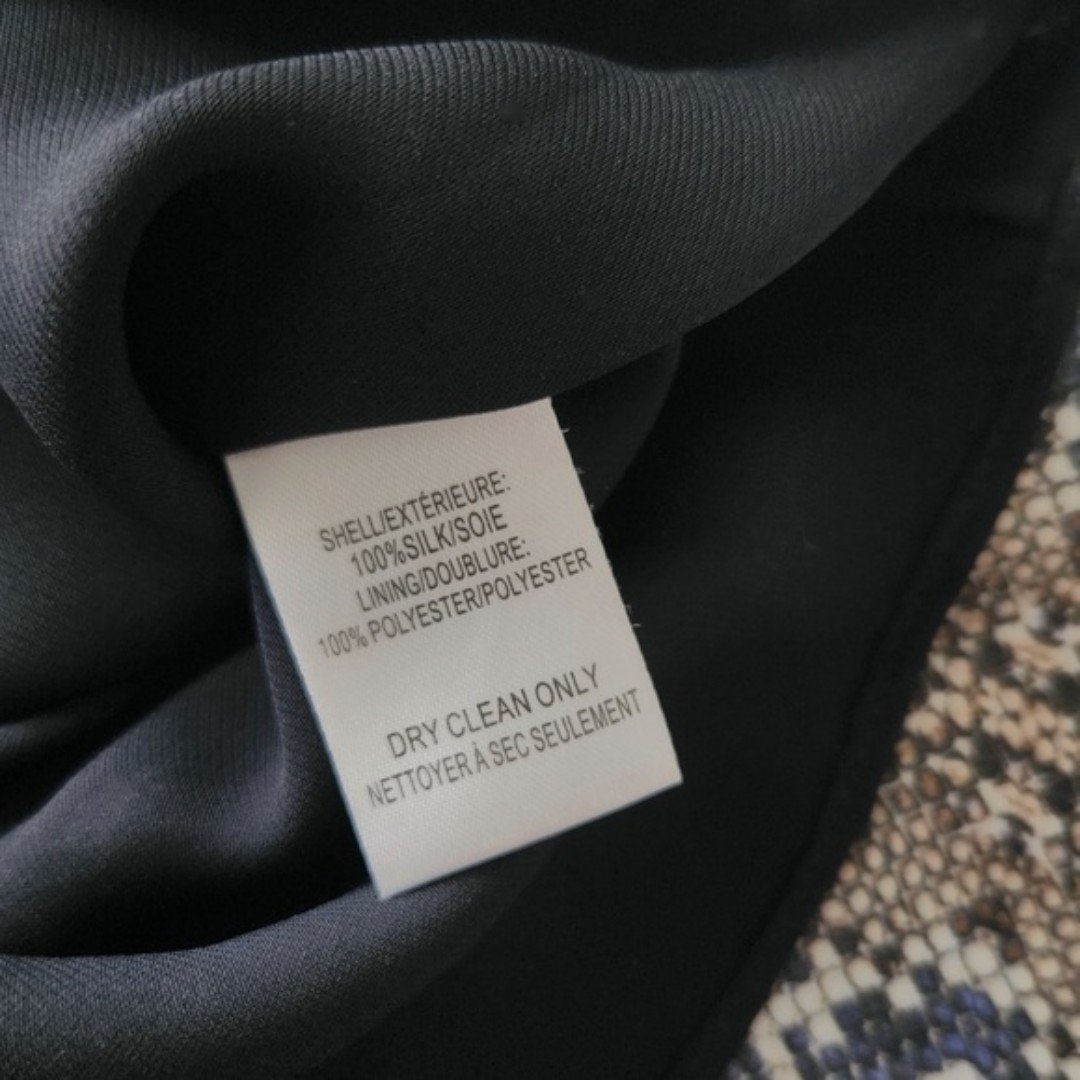 SHELL/EXTÉRIEURE:
100%SILK/SOIE
LINING/DOUBLURE:
100% POLYESTER/POLYESTER
DRY CLEAN ONLY
NETTOYER À SEC SEULEMENT